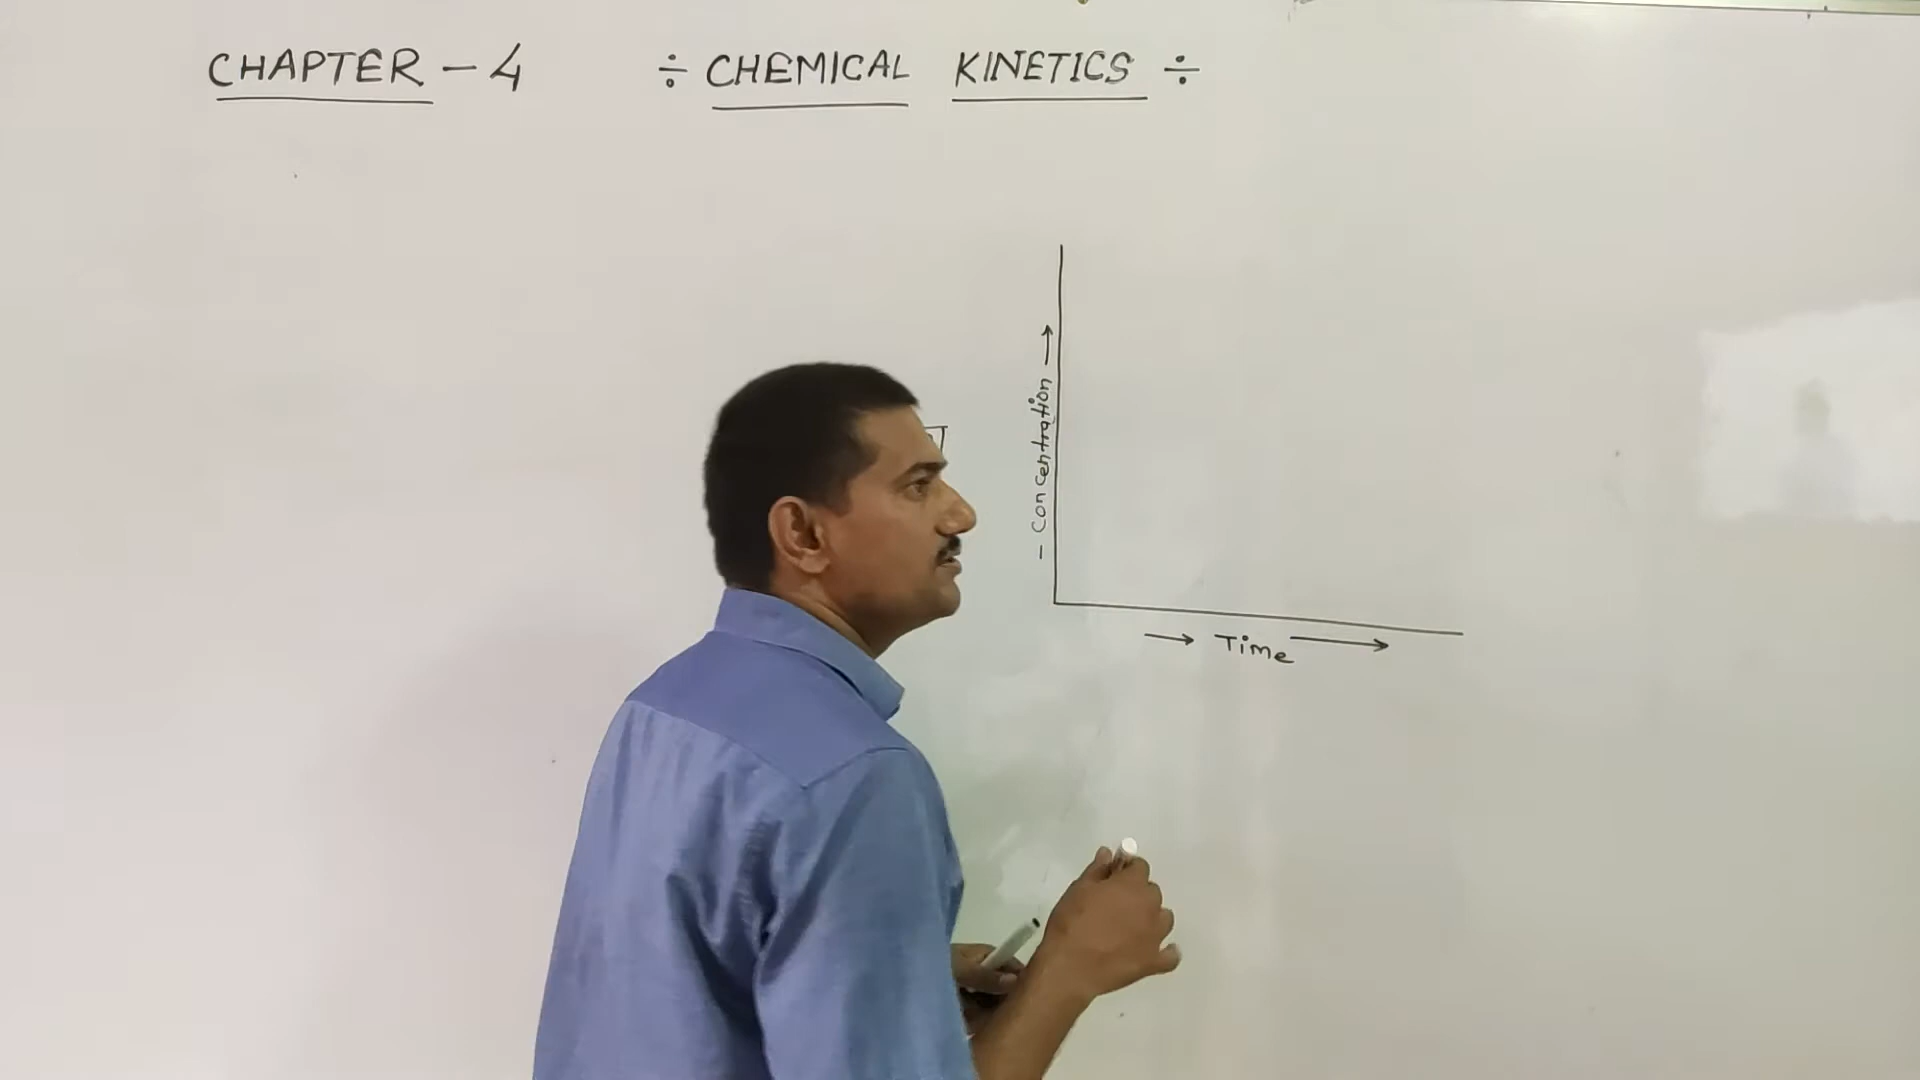 CHAPTER - 4 ÷ CHEMICAL KINETICS ÷
- Concentration →
→ Time →